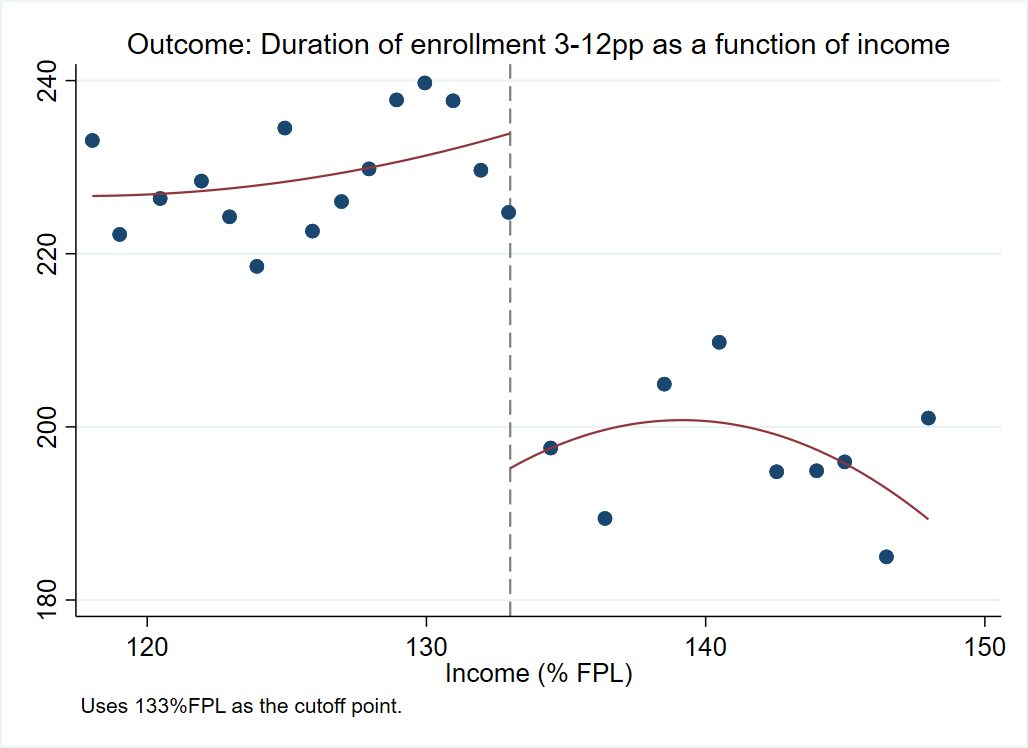 Outcome: Duration of enrollment 3-12pp as a function of income
240
220
200
180
120 130 140 150
Income (% FPL)
Uses 133%FPL as the cutoff point.